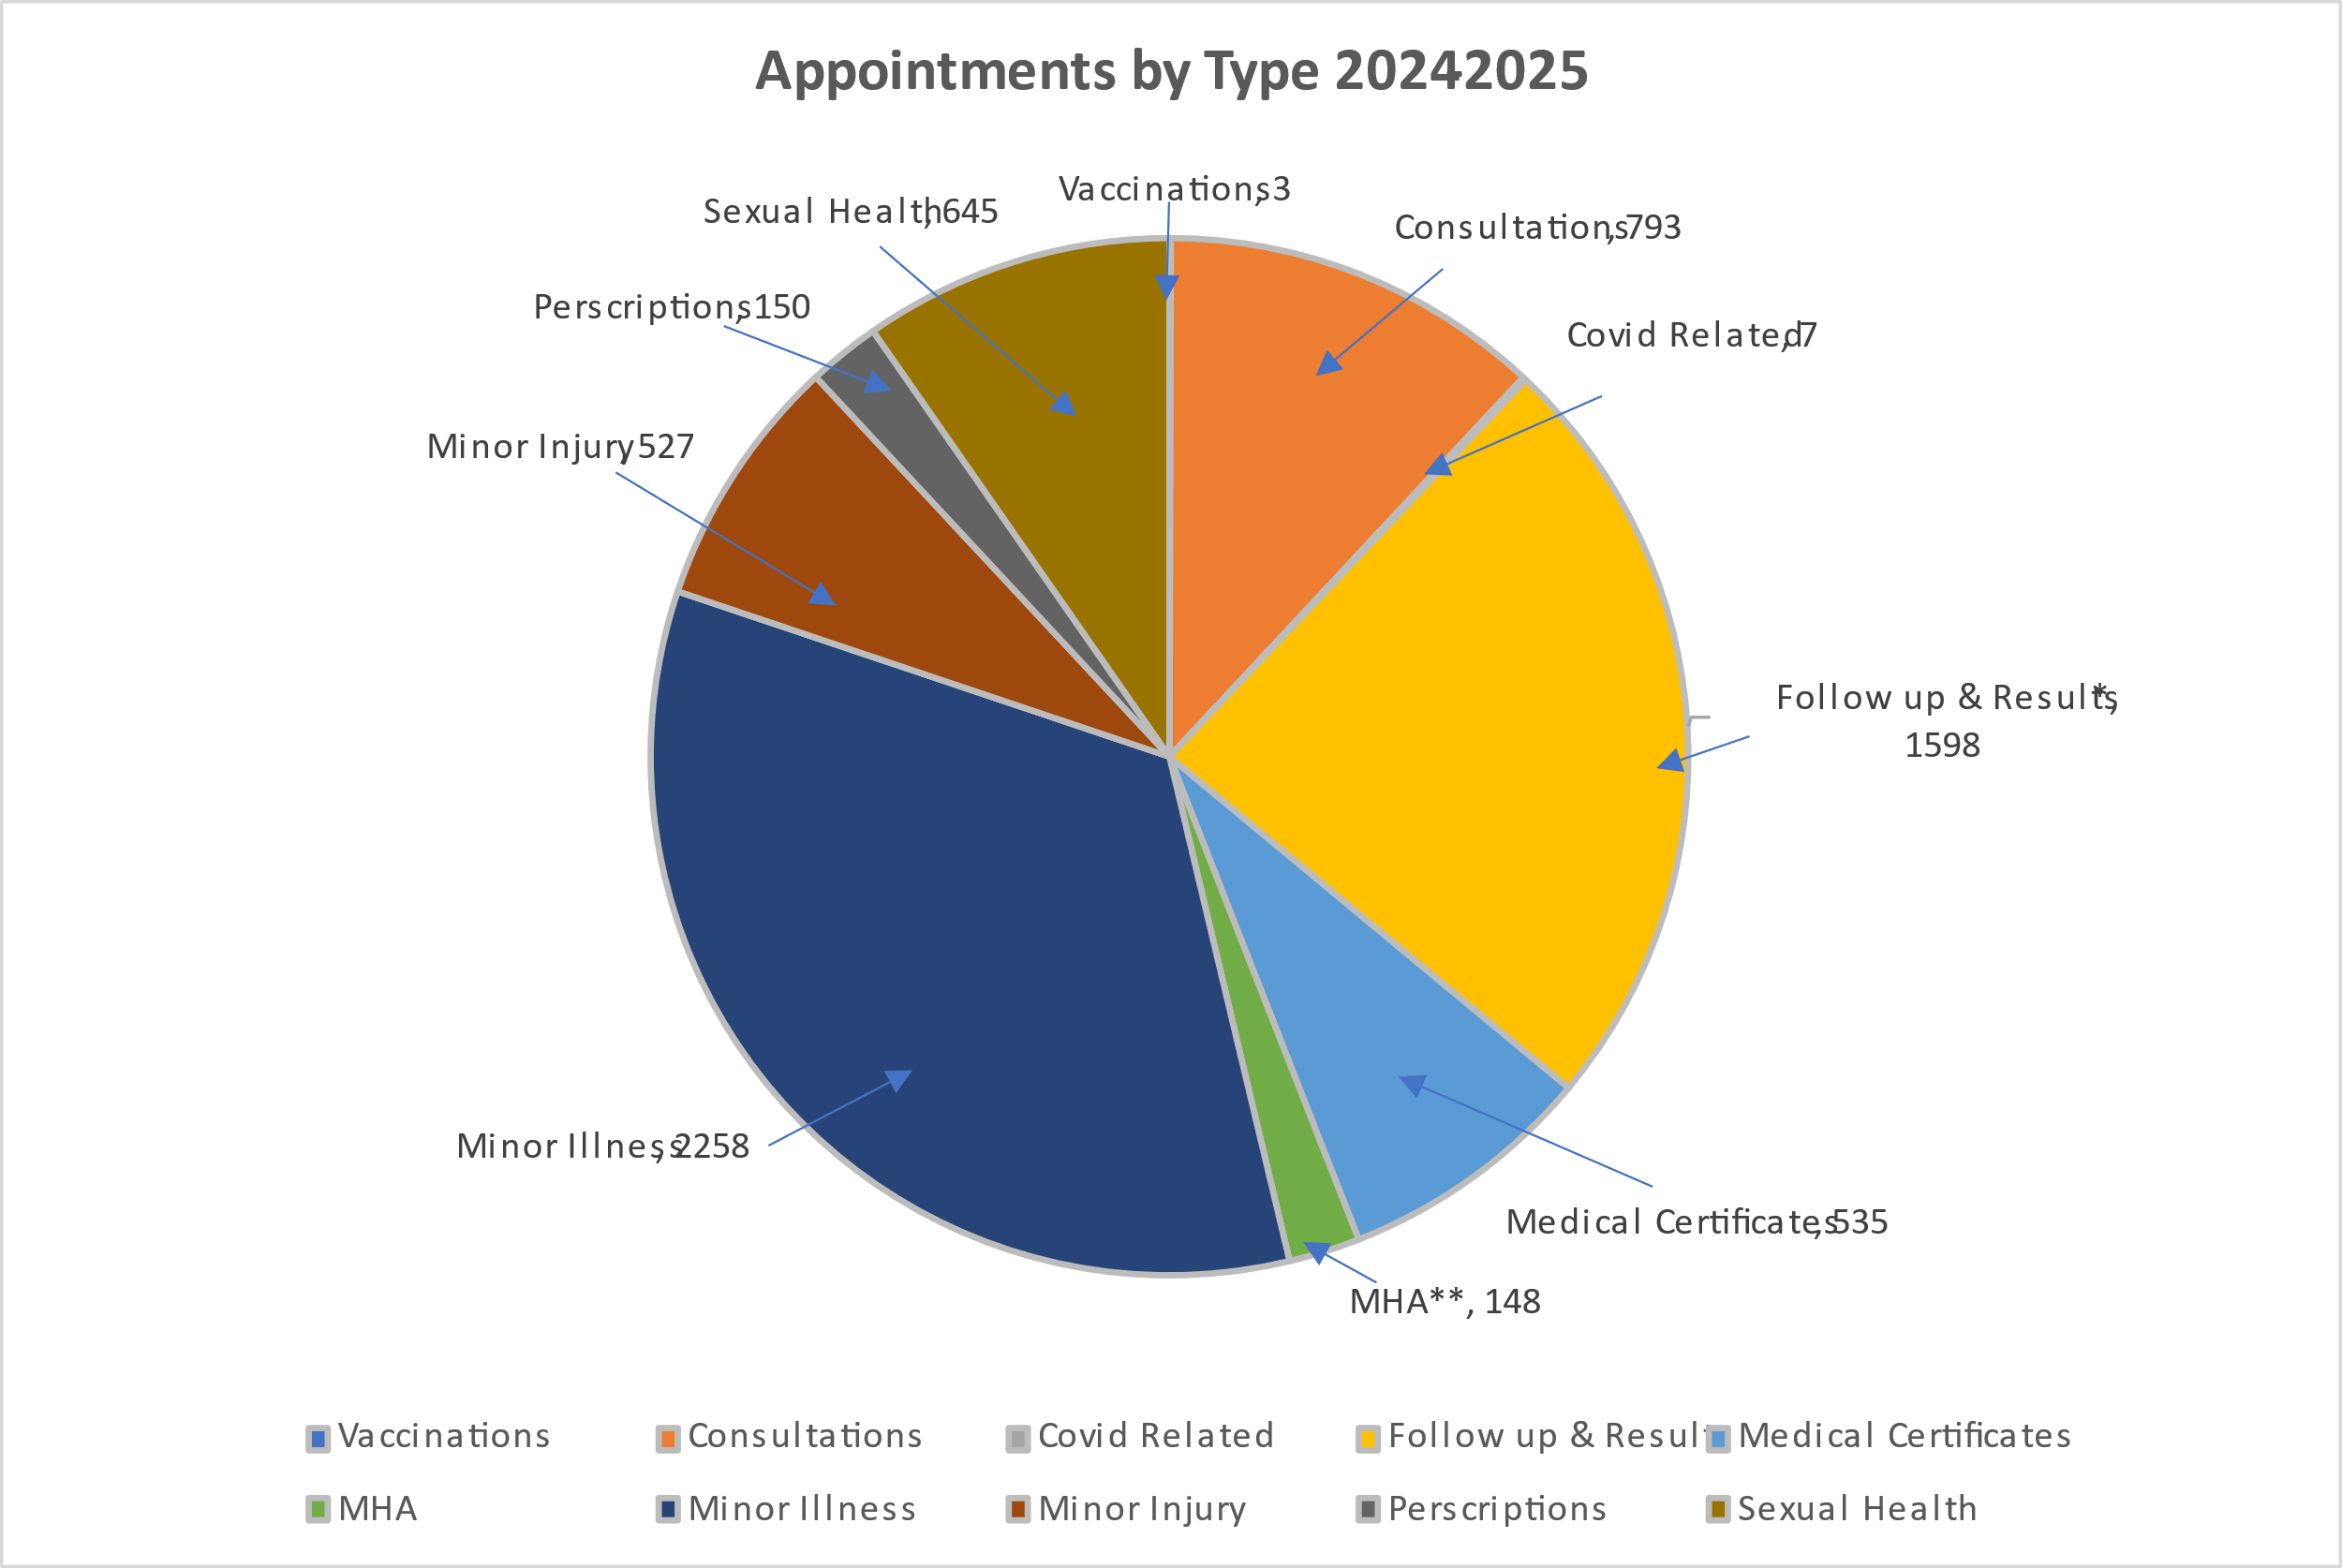 Appointments by Type 20242025
Vaccinations, 3
Sexual Health, 645
Consultations, 793
Perscriptions, 150
Covid Related, 7
Minor Injury, 527
Follow up & Results*,
1598
Minor Illness, 2258
Medical Certificates, 535
MHA**, 148
Vaccinations
Consultations
Covid Related
Follow up & Result
Medical Certificates
MHA
Minor Illness
Minor Injury
Perscriptions
Sexual Health